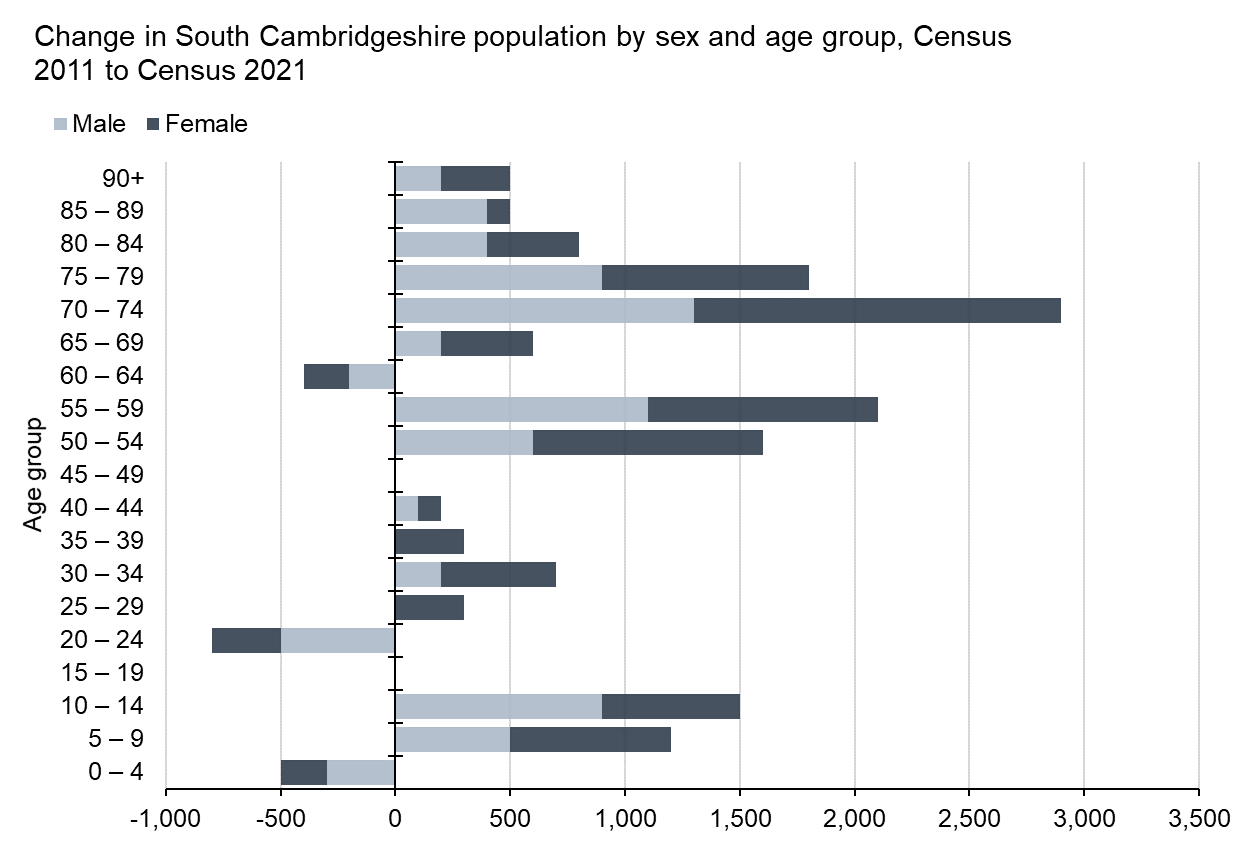 Change in South Cambridgeshire population by sex and age group, Census
2011 to Census 2021
Male Female
90+
85 – 89
80 – 84
75 – 79
70 – 74
65 – 69
60 – 64
55 – 59
50 – 54
45 – 49
40 – 44
35 – 39
30 – 34
25 – 29
20 – 24
15 – 19
10 – 14
5 – 9
0 – 4
Age group
-1,000 -500 0 500 1,000 1,500 2,000 2,500 3,000 3,500